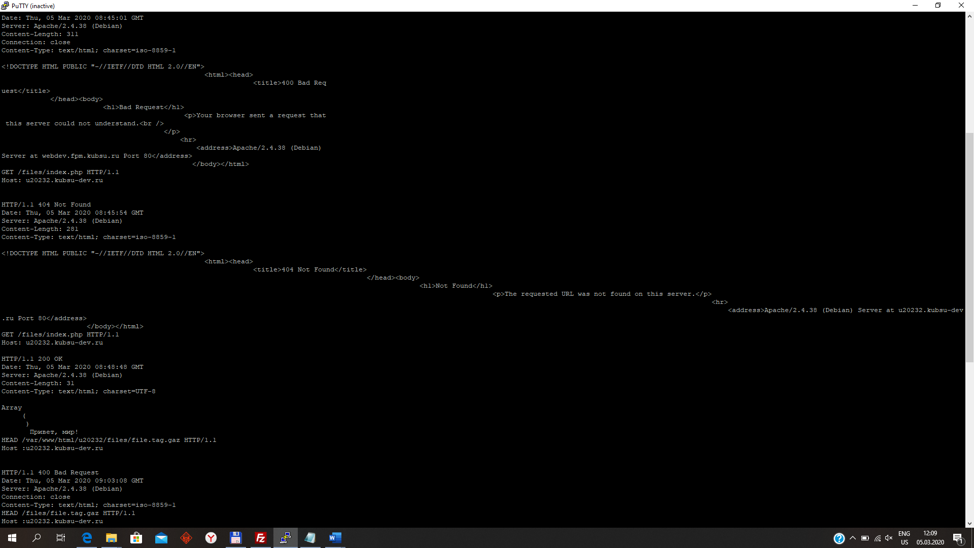 PuTTY (inactive)
Date: Thu, 05 Mar 2020 08:45:01 GMT
Server: Apache/2.4.38 (Debian)
Content-Length: 311
Connection: close
Content-Type: text/html; charset=iso-8859-1
<!DOCTYPE HTML PUBLIC "-//IETF//DTD HTML 2.0//EN">
<html><head>
<title>400 Bad Req
uest</title>
</head><body>
<h1>Bad Request</h1>
<p>Your browser sent a request that
this server could not understand.<br />
</p>
<hr>
<address>Apache/2.4.38 (Debian)
Server at webdev.fpm.kubsu.ru Port 80</address>
</body></html>
GET /files/index.php HTTP/1.1
Host: u20232.kubsu-dev.ru
HTTP/1.1 404 Not Found
Date: Thu, 05 Mar 2020 08:45:54 GMT
Server: Apache/2.4.38 (Debian)
Content-Length: 281
Content-Type: text/html; charset=iso-8859-1
<!DOCTYPE HTML PUBLIC "-//IETF//DTD HTML 2.0//EN">
<html><head>
<title>404 Not Found</title>
</head><body>
<h1>Not Found</h1>
<p>The requested URL was not found on this server.</p>
<hr>
<address>Apache/2.4.38 (Debian) Server at u20232.kubsu-dev
.ru Port 80</address>
</body></html>
GET /files/index.php HTTP/1.1
Host: u20232.kubsu-dev.ru
HTTP/1.1 200 OK
Date: Thu, 05 Mar 2020 08:48:48 GMT
Server: Apache/2.4.38 (Debian)
Content-Length: 31
Content-Type: text/html; charset=UTF-8
Array
(
)
Привет, мир!
HEAD /var/www/html/u20232/files/file.tag.gaz HTTP/1.1
Host :u20232.kubsu-dev.ru
HTTP/1.1 400 Bad Request
Date: Thu, 05 Mar 2020 09:03:08 GMT
Server: Apache/2.4.38 (Debian)
Connection: close
Content-Type: text/html; charset=iso-8859-1
HEAD /files/file.tag.gaz HTTP/1.1
Host :u20232.kubsu-dev.ru
ENG
US
12:09
05.03.2020